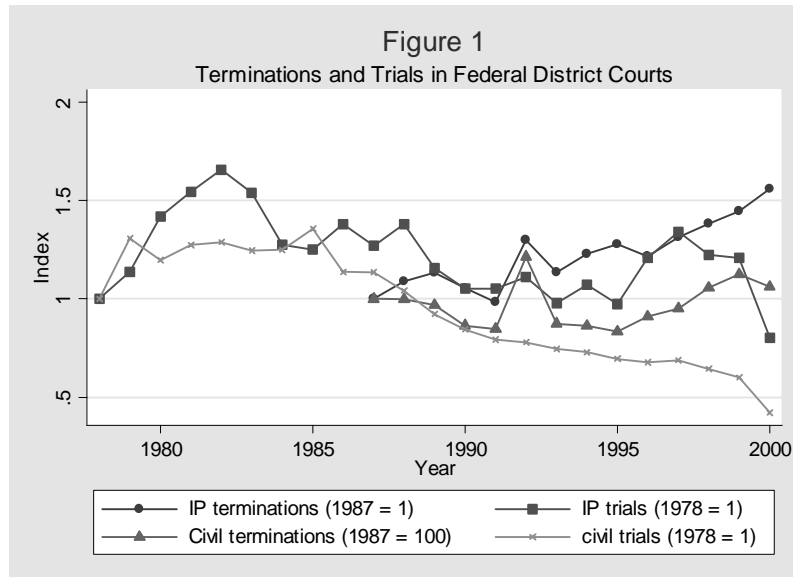 Figure 1
Terminations and Trials in Federal District Courts
2
1.5
1
.5
Index
1980 1985 1990 1995 2000
Year
IP terminations (1987 = 1) IP trials (1978 = 1)
Civil terminations (1987 = 100) civil trials (1978 = 1)